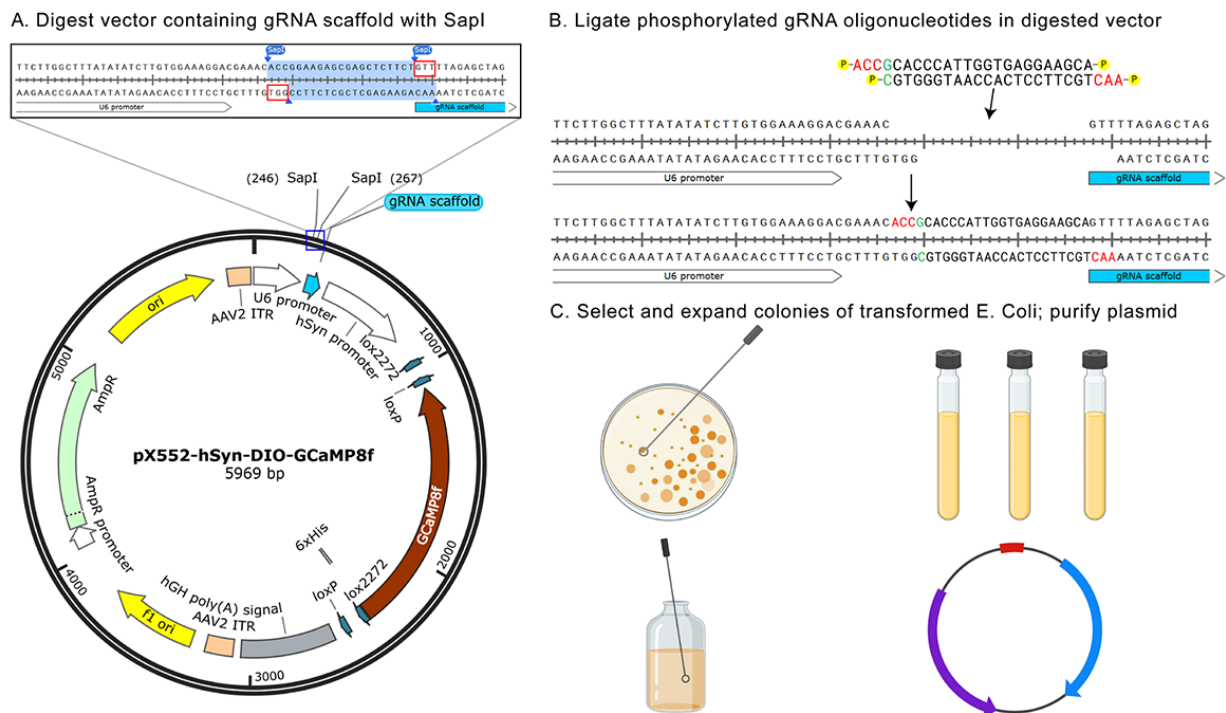 A. Digest vector containing gRNA scaffold with SapI
SapI SapI
TTCTTGGCTTTATATATCTTGTGGAAAGGACGAAACACCGGAAGAGCGAGCTCTTCTGTTTTAGAGCTAG
AAGAACCGAAATATATAGAACACCTTTCCTGCTTTGTGGCCTTCTCGCTCGAGAAGACAAAATCTCGATC
U6 promoter gRNA scaffold
(246) SapI SapI (267)
gRNA scaffold
ori
AAV2 ITR
U6 promoter
hSyn promoter
lox2272
loxP
1000
5000
AmpR
pX552-hSyn-DIO-GCaMP8f
5969 bp
GCaMP8f
AmpR promoter
6xHis
2000
4000
hGH poly(A) signal
loxP
lox2272
AAV2 ITR
f1 ori
3000
B. Ligate phosphorylated gRNA oligonucleotides in digested vector
P ACCGCACCCATTGGTGAGGAAGCA P
P CGTGGGTAACCACTCCTTCGTCAA P
TTCTTGGCTTTATATATCTTGTGGAAAGGACGAAAC GTTTTAGAGCTAG
AAGAACCGAAATATATAGAACACCTTTCCTGCTTTGTGG AATCTCGATC
U6 promoter gRNA scaffold
TTCTTGGCTTTATATATCTTGTGGAAAGGACGAAACACCGCACCCATTGGTGAGGAAGCAGTTTTAGAGCTAG
AAGAACCGAAATATATAGAACACCTTTCCTGCTTTGTGGCGTGGGTAACCACTCCTTCGTCAAAATCTCGATC
U6 promoter gRNA scaffold
C. Select and expand colonies of transformed E. Coli; purify plasmid